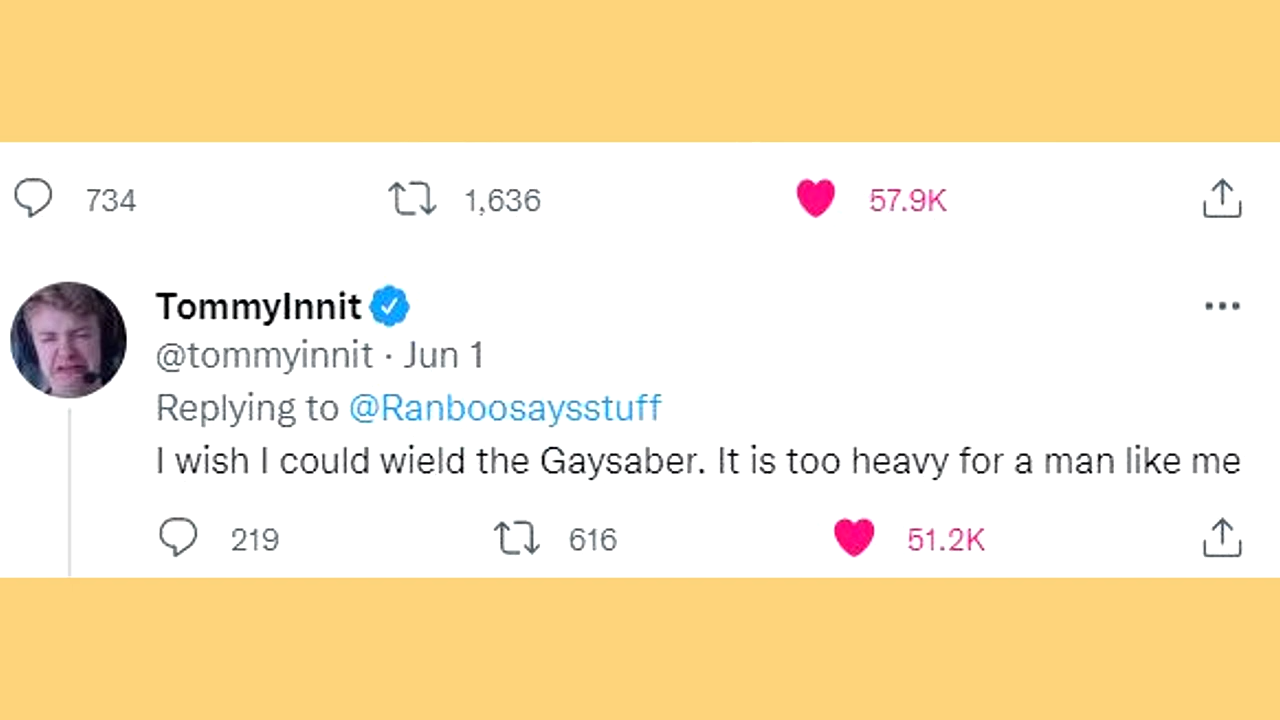 734 1,636 57.9K
TommyInnit
@tommyinnit · Jun 1
Replying to @Ranboosaysstuff
I wish I could wield the Gaysaber. It is too heavy for a man like me
219 616 51.2K